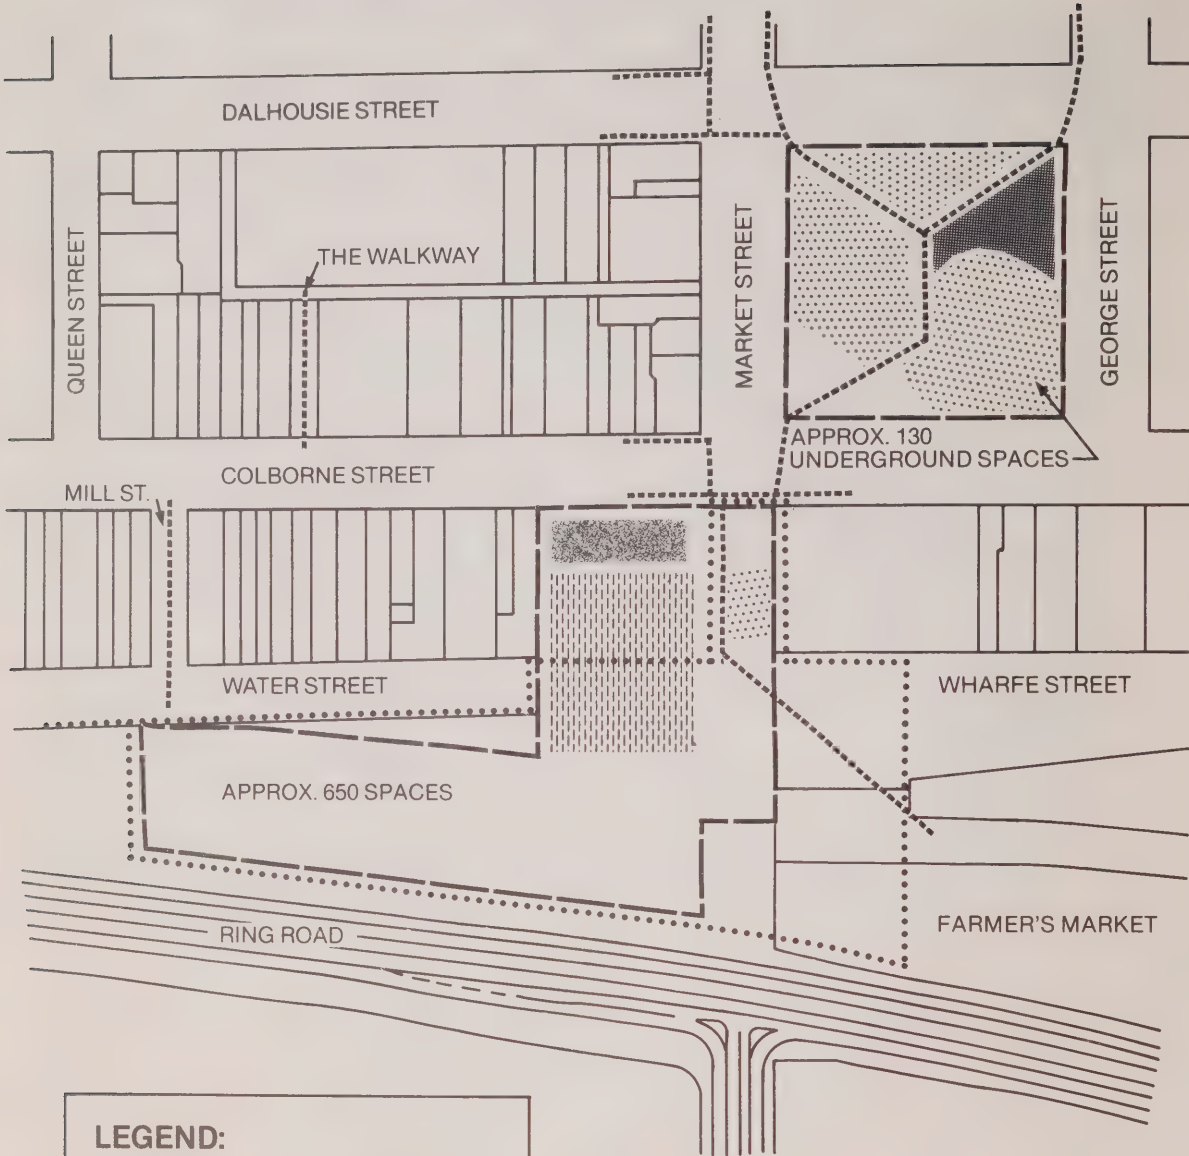 DALHOUSIE STREET
THE WALKWAY
QUEEN STREET
MARKET STREET
GEORGE STREET
APPROX. 130
UNDERGROUND SPACES
COLBORNE STREET
MILL ST.
WATER STREET
WHARFE STREET
APPROX. 650 SPACES
FARMER'S MARKET
RING ROAD
LEGEND: